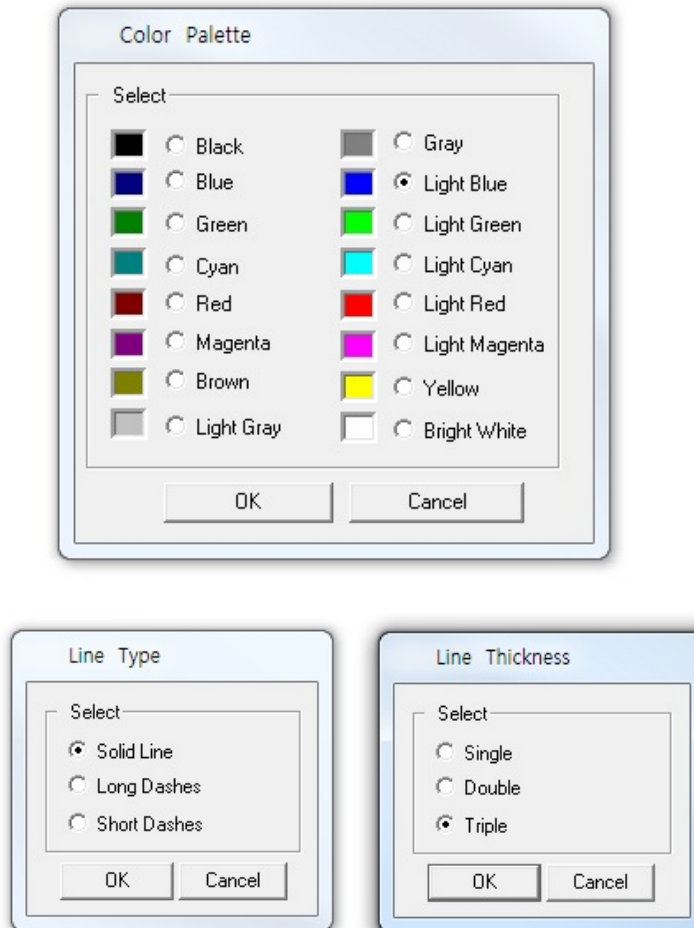 Color Palette
Select
Black
Gray
Blue
Light Blue
Green
Light Green
Cyan
Light Cyan
Red
Light Red
Magenta
Light Magenta
Brown
Yellow
Light Gray
Bright White
OK
Cancel
Line Type
Select
Solid Line
Long Dashes
Short Dashes
OK
Cancel
Line Thickness
Select
Single
Double
Triple
OK
Cancel